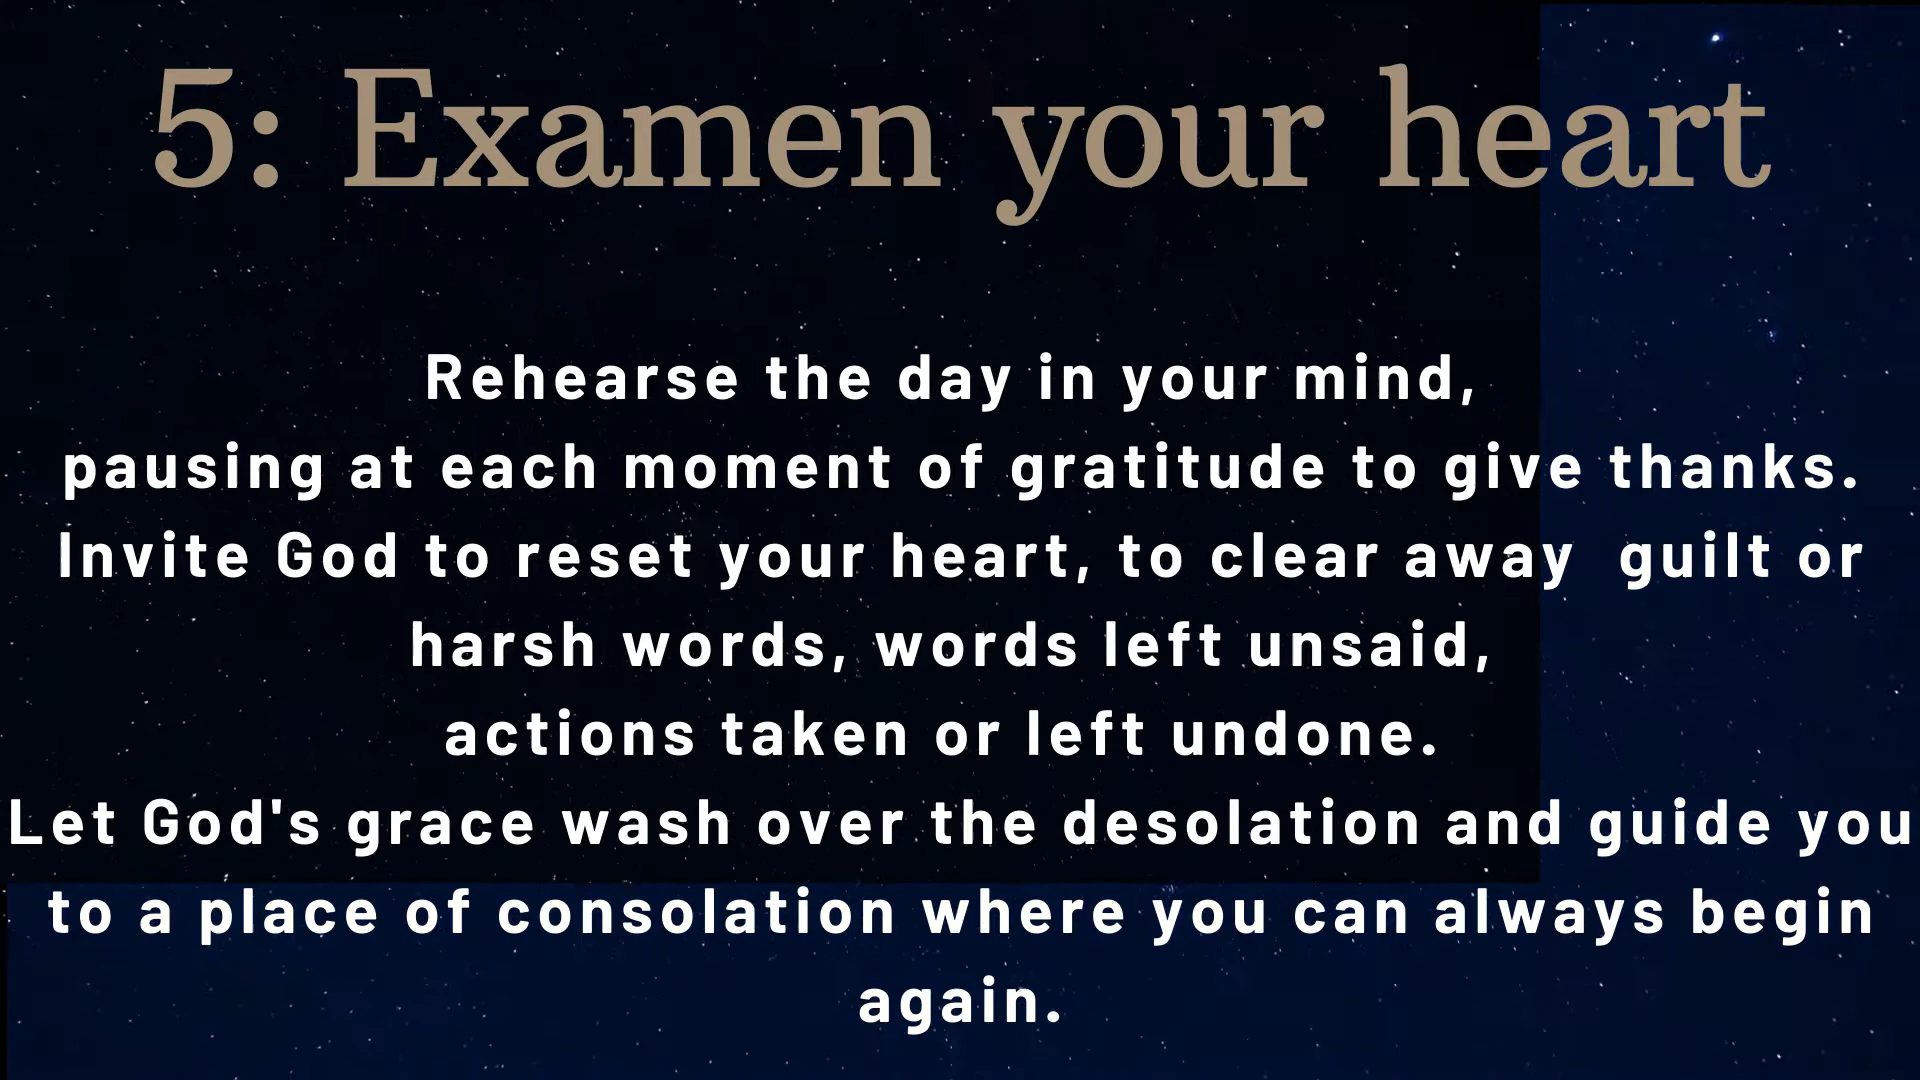 5: Examen your heart
Rehearse the day in your mind,
pausing at each moment of gratitude to give thanks.
Invite God to reset your heart, to clear away  guilt or
harsh words, words left unsaid,
actions taken or left undone.
Let God's grace wash over the desolation and guide you
to a place of consolation where you can always begin
again.